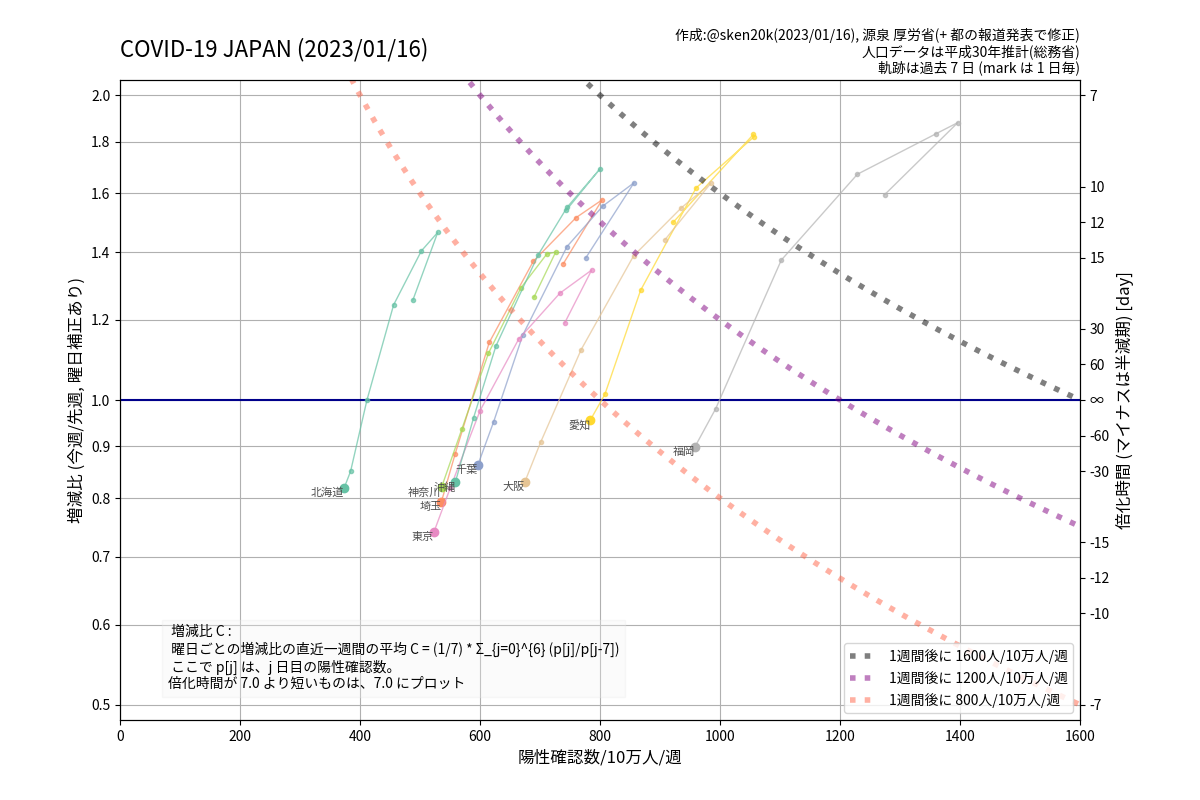 COVID-19 JAPAN (2023/01/16)
作成:@sken20k(2023/01/16), 源泉 厚労省(+ 都の報道発表で修正)
人口データは平成30年推計(総務省)
軌跡は過去 7 日 (mark は 1 日毎)
増減比 (今週/先週, 曜日補正あり)
2.0
1.8
1.6
1.4
1.2
1.0
0.9
0.8
0.7
0.6
0.5
7
10
12
15
30
60
∞
-60
-30
-15
-12
-10
-7
倍化時間 (マイナスは半減期) [day]
愛知
福岡
千葉
大阪
北海道
神奈川
沖縄
埼玉
東京
増減比 C :
曜日ごとの増減比の直近一週間の平均 C = (1/7) * Σ_{j=0}^{6} (p[j]/p[j-7])
ここで p[j] は、j 日目の陽性確認数。
倍化時間が 7.0 より短いものは、7.0 にプロット
1週間後に 1600人/10万人/週
1週間後に 1200人/10万人/週
1週間後に 800人/10万人/週
0
200
400
600
800
1000
1200
1400
1600
陽性確認数/10万人/週